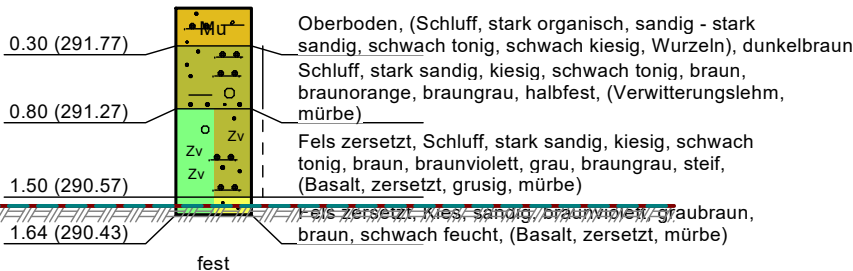 Mu
0.30 (291.77)
Oberboden, (Schluff, stark organisch, sandig - stark
sandig, schwach tonig, schwach kiesig, Wurzeln), dunkelbraun
0.80 (291.27)
Schluff, stark sandig, kiesig, schwach tonig, braun,
braunorange, braungrau, halbfest, (Verwitterungslehm,
mürbe)
Zv
Zv
Zv
1.50 (290.57)
Fels zersetzt, Schluff, stark sandig, kiesig, schwach
tonig, braun, braunviolett, grau, braungrau, steif,
(Basalt, zersetzt, grusig, mürbe)
1.64 (290.43)
Fels zersetzt, Kies, sandig, braunviolett, graubraun,
braun, schwach feucht, (Basalt, zersetzt, mürbe)
fest